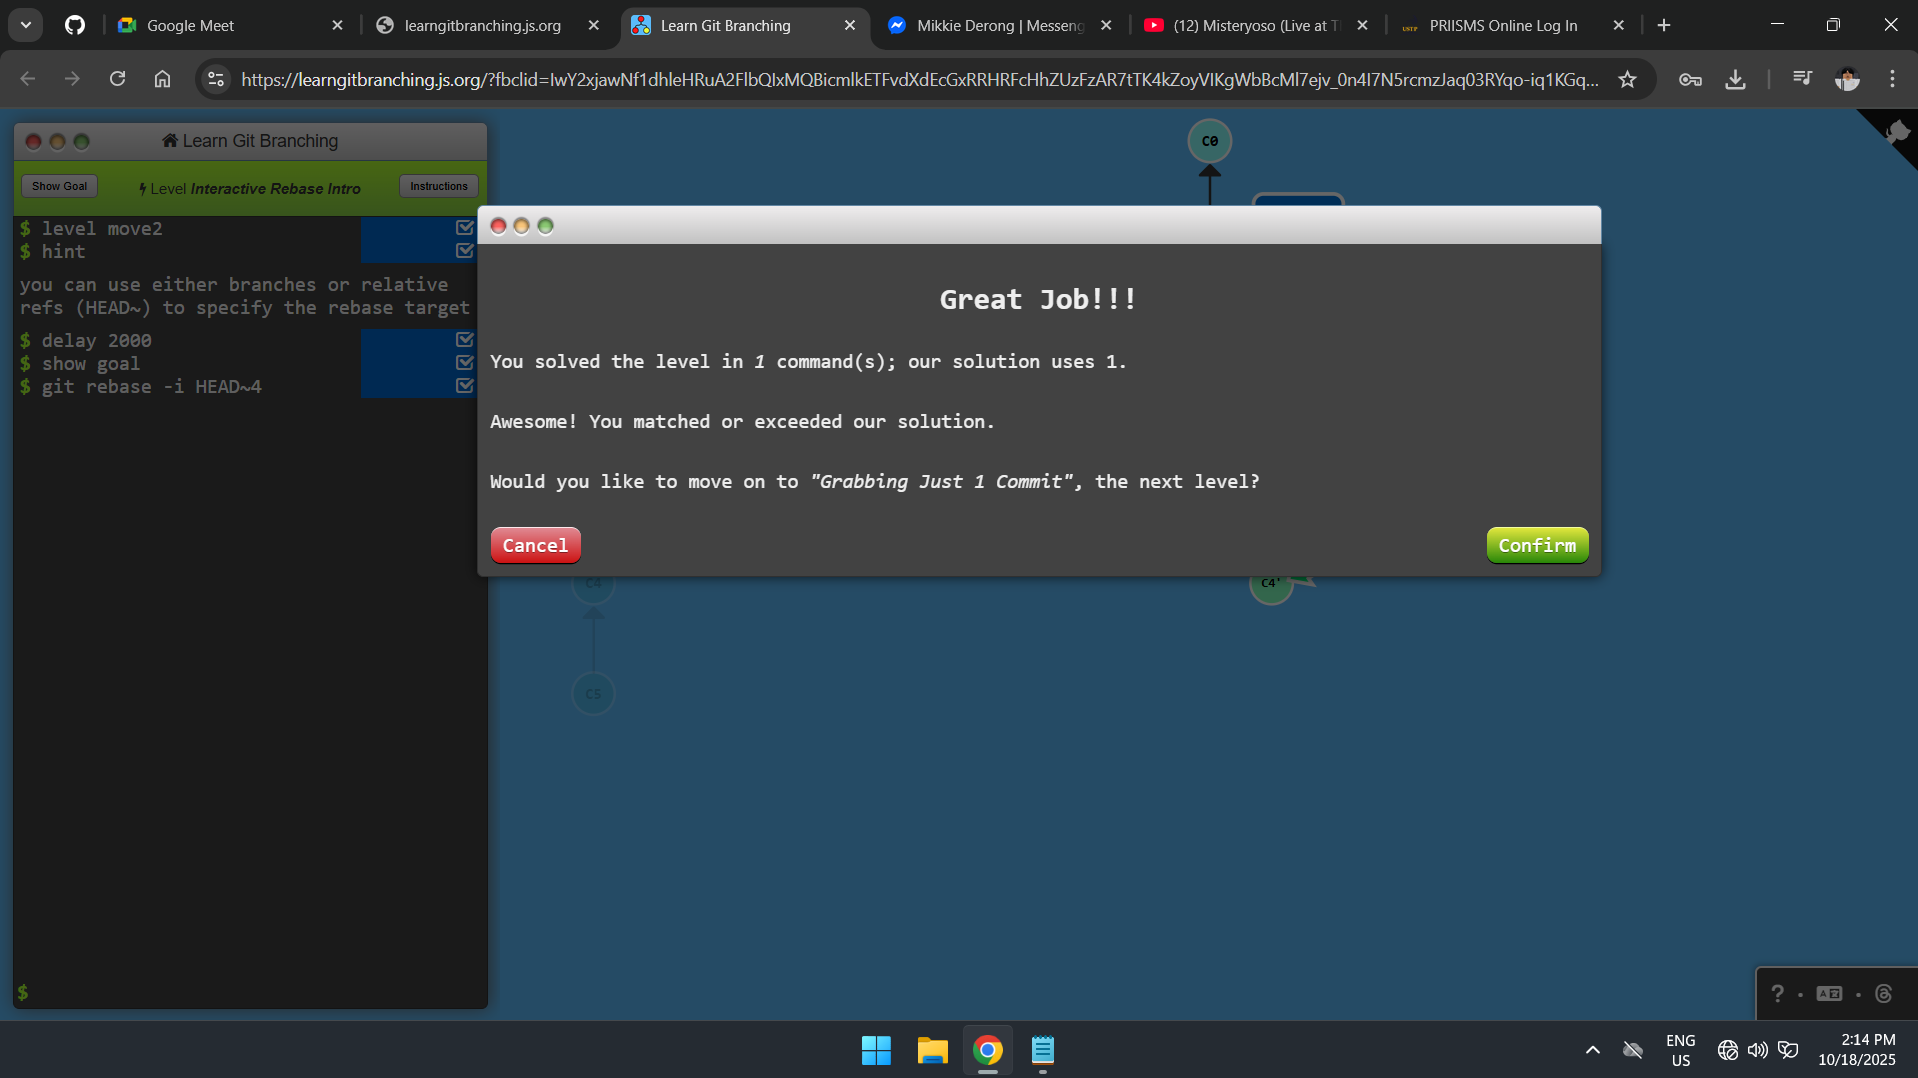 Google Meet
learngitbranching.js.org
Learn Git Branching
Mikkie Derong | Messeng
(12) Misteryoso (Live at T
PRIISMS Online Log In
https://learngitbranching.js.org/?fbclid=IwY2xjawNf1dhleHRuA2FlbQIxMQBicmlkETFvdXdEcGxRRHRFcHhZUzFzAR7tTK4kZoyVIKgWbBcMl7ejv_0n4I7N5rcmzJaq03RYqo-iq1KGq...
Learn Git Branching
Show Goal
Level Interactive Rebase Intro
Instructions
$ level move2
$ hint
you can use either branches or relative
refs (HEAD~) to specify the rebase target
$ delay 2000
$ show goal
$ git rebase -i HEAD~4
$
C0
Great Job!!!
You solved the level in 1 command(s); our solution uses 1.
Awesome! You matched or exceeded our solution.
Would you like to move on to "Grabbing Just 1 Commit", the next level?
Cancel
Confirm
C4
C4'
C5
?
ENG
US
2:14 PM
10/18/2025